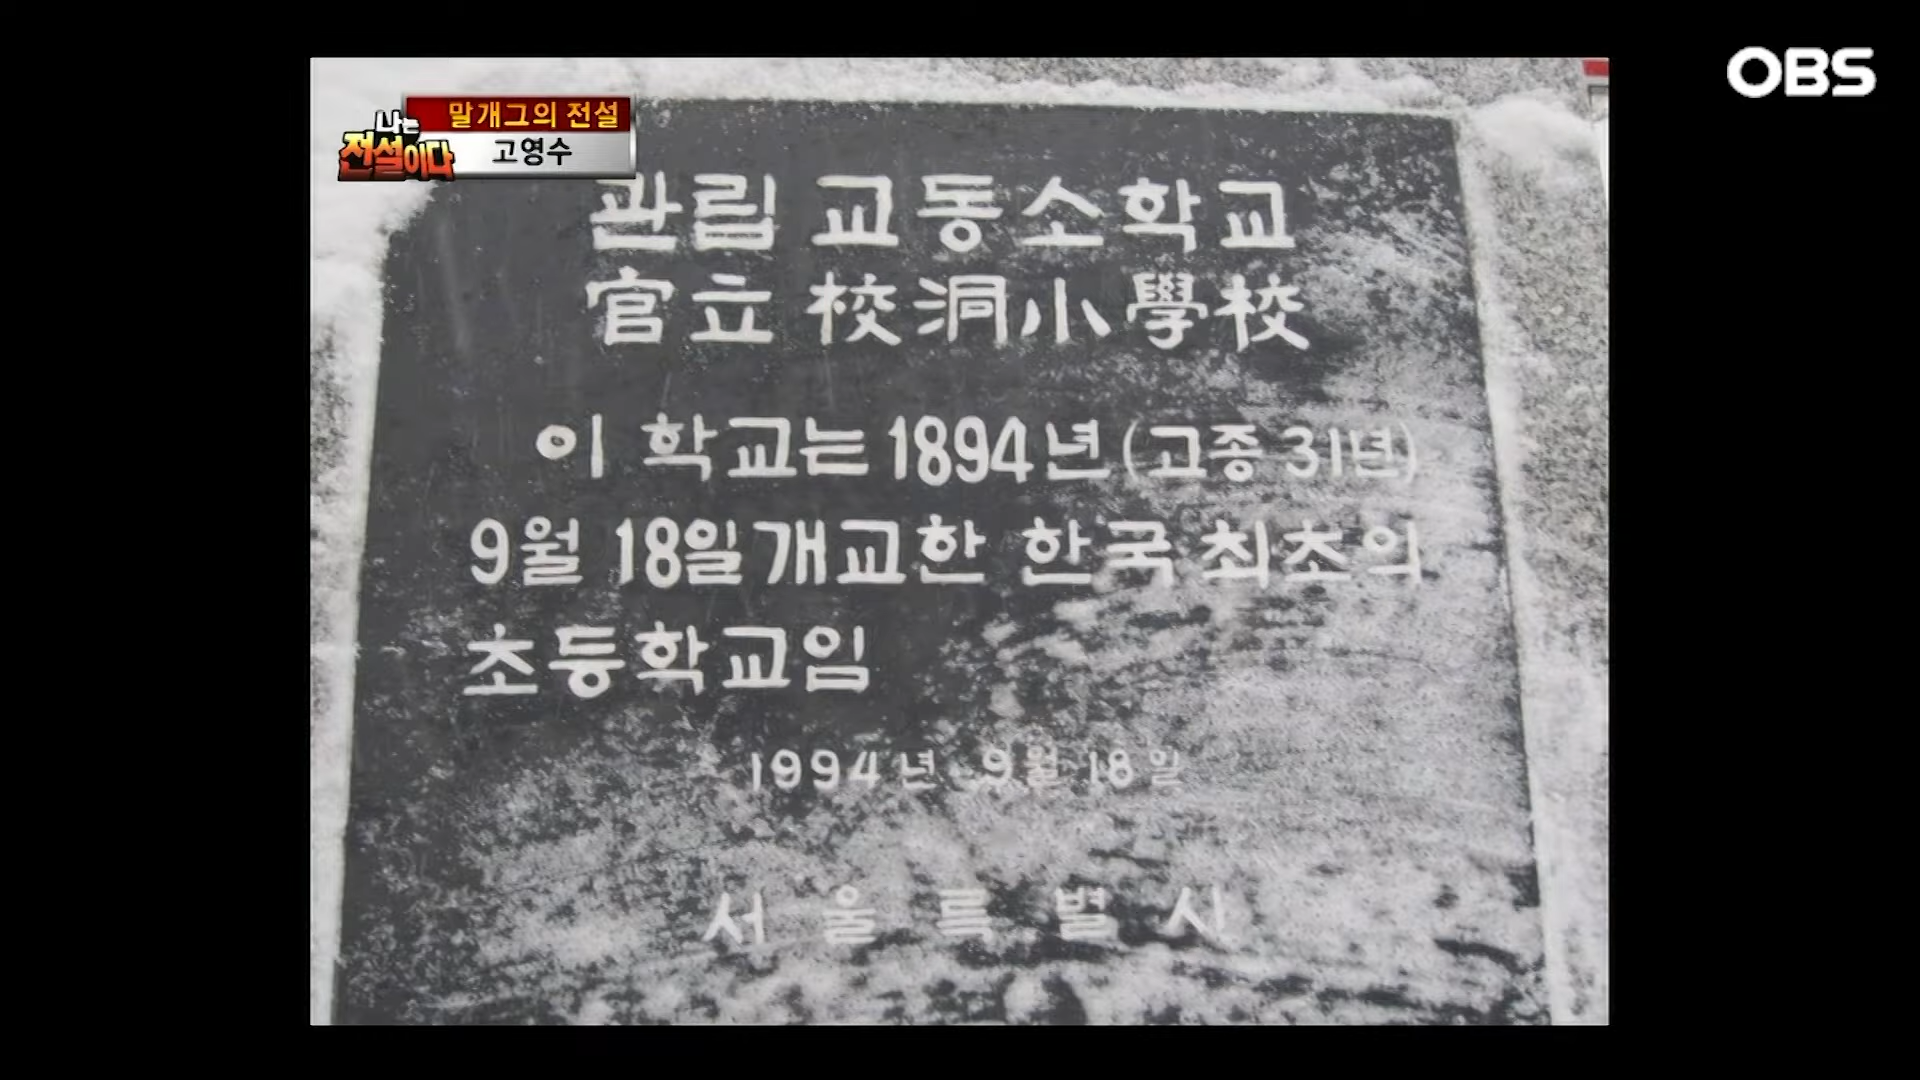 OBS
나는 전설이다
말개그의 전설
고영수
관립 교동소학교
官立 校洞小學校
이 학교는 1894년 (고종 31년)
9월 18일 개교한 한국 최초의
초등학교임
1994년 9월 18일
서울특별시